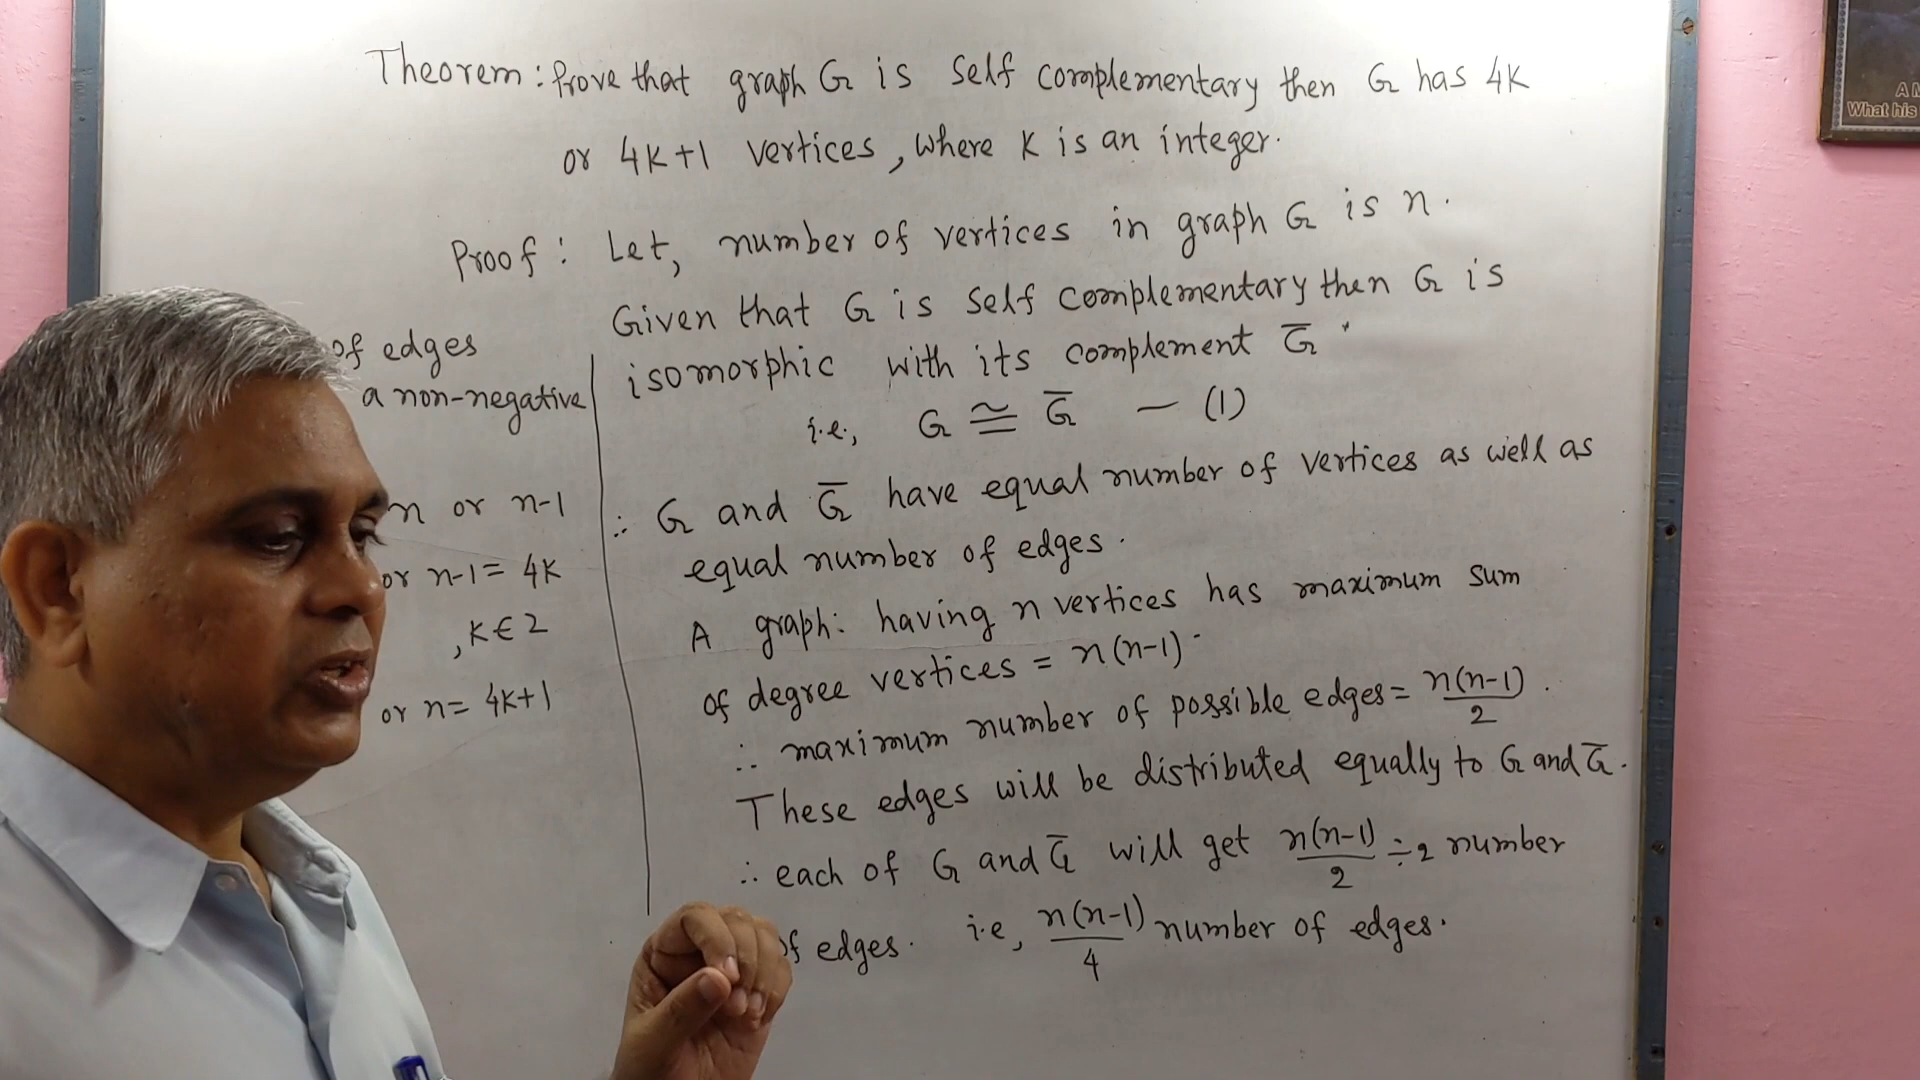 Theorem: Prove that graph G is self complementary then G has 4K
or 4K+1 vertices, where K is an integer.
Proof: Let, number of vertices in graph G is n.
Given that G is self complementary then G is
isomorphic with its complement G̅.
i.e., G ≅ G̅ — (1)
∴ G and G̅ have equal number of vertices as well as
equal number of edges.
A graph: having n vertices has maximum sum
of degree vertices = n(n-1).
∴ maximum number of possible edges = n(n-1)/2.
These edges will be distributed equally to G and G̅.
∴ each of G and G̅ will get n(n-1)/2 ÷2 number
of edges. i.e, n(n-1)/4 number of edges.
of edges
a non-negative
n or n-1
or n-1 = 4K
, K∈2
or n = 4K+1
What his